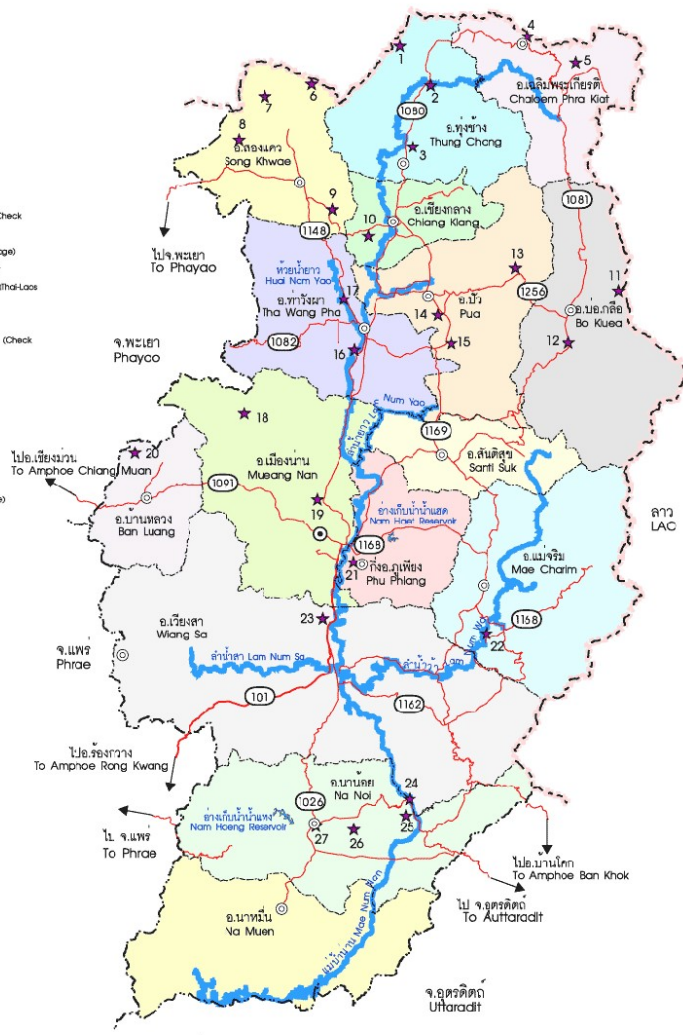 4
1
5
2
6
อ.เฉลิมพระเกียรติ
Chaloem Phra Kiat
7
1080
อ.ทุ่งช้าง
Thung Chang
8
อ.สองแคว
Song Khwae
3
1081
9
อ.เชียงกลาง
Chiang Klang
10
Check
1148
ไปจ.พะเยา
To Phayao
ห้วยน้ำยาว
Huai Nam Yao
13
11
Thai-Laos
17
อ.ท่าวังผา
Tha Wang Pha
อ.ปัว
Pua
1256
อ.บ่อเกลือ
Bo Kuea
14
(Check
จ.พะเยา
Phayao
1082
16
15
12
Num Yao
18
1169
20
ไปอ.เชียงม่วน
To Amphoe Chiang Muan
อ.สันติสุข
Santi Suk
อ.เมืองน่าน
Mueang Nan
1091
19
อ.บ้านหลวง
Ban Luang
อ่างเก็บน้ำน้ำแฮด
Nam Haet Reservoir
ลาว
LAO
1168
อ.แม่จริม
Mae Charim
21
กิ่งอ.ภูเพียง
Phu Phiang
อ.เวียงสา
Wiang Sa
23
1168
22
จ.แพร่
Phrae
ลำน้ำสา Lam Num Sa
ลำน้ำว้า Lam Num Wa
101
1162
ไปอ.ร้องกวาง
To Amphoe Rong Kwang
อ.นาน้อย
Na Noi
24
1026
อ่างเก็บน้ำน้ำแหง
Nam Hoeng Reservoir
25
27
26
ไป จ.แพร่
To Phrae
ไปอ.บ้านโคก
To Amphoe Ban Khok
ไป จ.อุตรดิตถ์
To Auttaradit
อ.นาหมื่น
Na Muen
แม่น้ำน่าน Mae Num Nan
จ.อุตรดิตถ์
Uttaradit